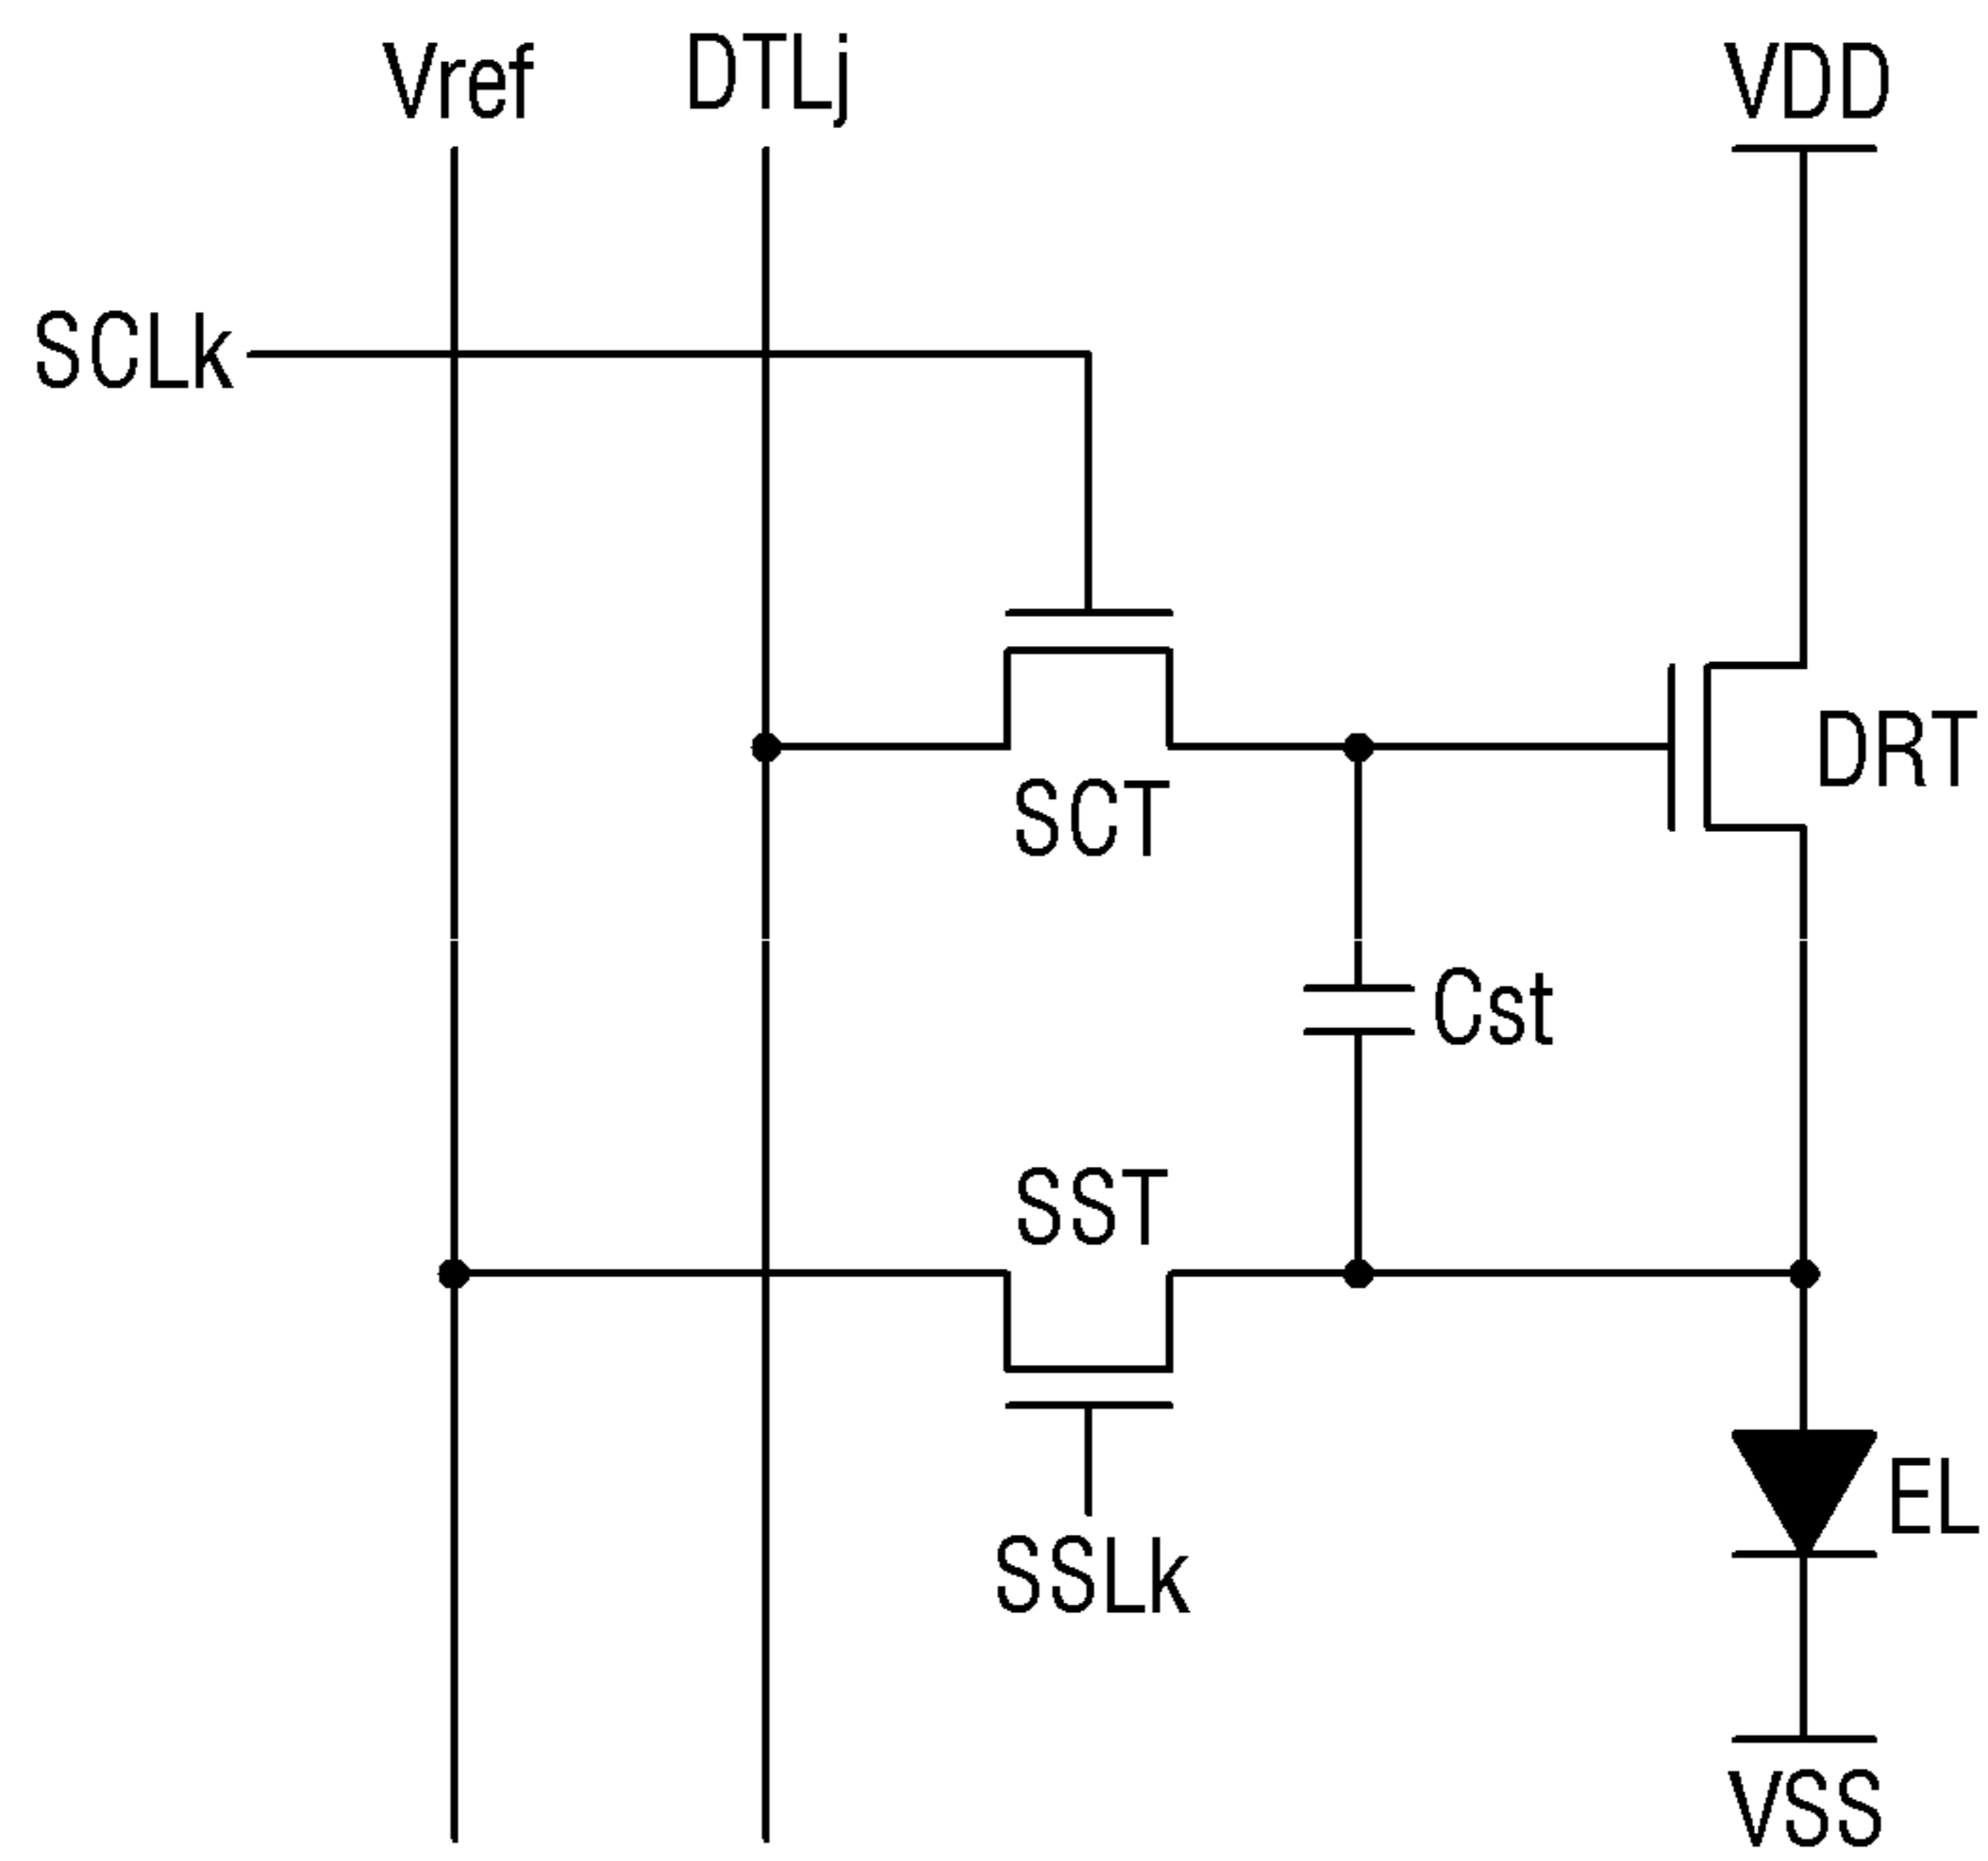 Vref
DTLj
VDD
SCLk
DRT
SCT
Cst
SST
EL
SSLk
VSS